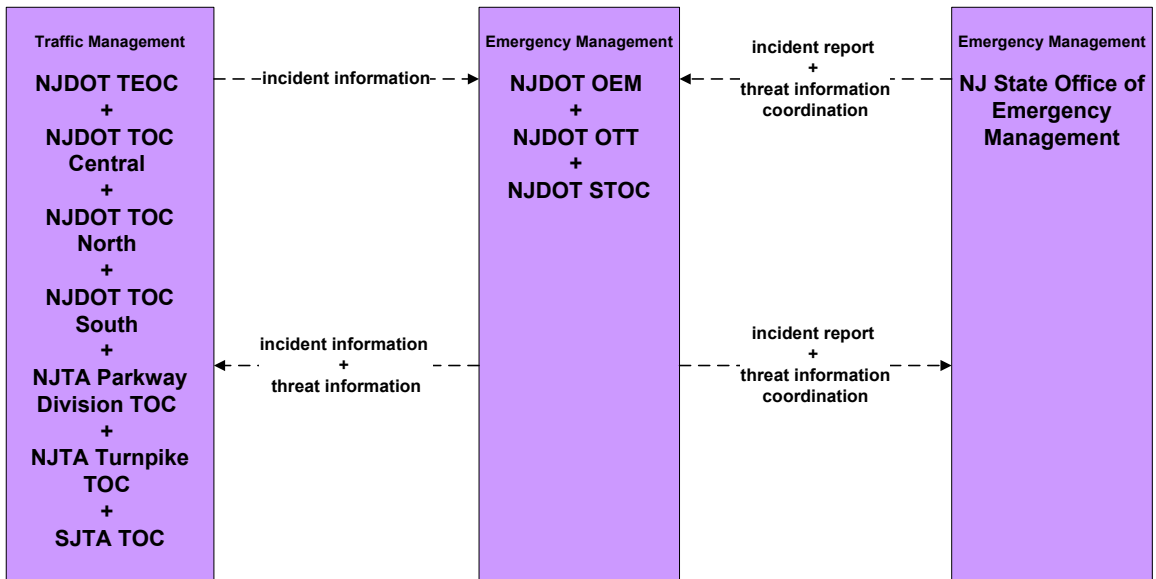 Traffic Management
NJDOT TEOC
+
NJDOT TOC
Central
+
NJDOT TOC
North
+
NJDOT TOC
South
+
NJTA Parkway
Division TOC
+
NJTA Turnpike
TOC
+
SJTA TOC
incident information
incident information
+
threat information
Emergency Management
NJDOT OEM
+
NJDOT OTT
+
NJDOT STOC
incident report
+
threat information
coordination
incident report
+
threat information
coordination
Emergency Management
NJ State Office of
Emergency
Management